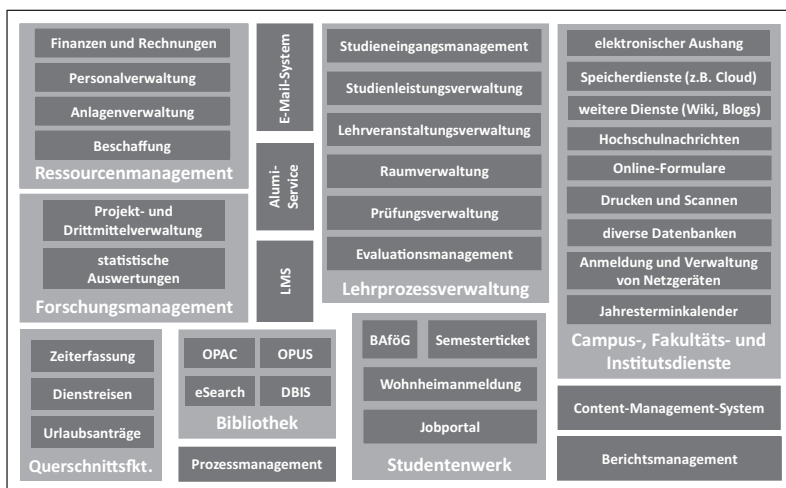 Finanzen und Rechnungen
Personalverwaltung
Anlagenverwaltung
Beschaffung
Ressourcenmanagement
Projekt- und
Drittmittelverwaltung
statistische
Auswertungen
Forschungsmanagement
E-Mail-System
Alumi-
Service
LMS
Studieneingangsmanagement
Studienleistungsverwaltung
Lehrveranstaltungsverwaltung
Raumverwaltung
Prüfungsverwaltung
Evaluationsmanagement
Lehrprozessverwaltung
elektronischer Aushang
Speicherdienste (z.B. Cloud)
weitere Dienste (Wiki, Blogs)
Hochschulnachrichten
Online-Formulare
Drucken und Scannen
diverse Datenbanken
Anmeldung und Verwaltung
von Netzgeräten
Jahresterminkalender
Campus-, Fakultäts- und
Institutsdienste
Zeiterfassung
Dienstreisen
Urlaubsanträge
Querschnittsfkt.
OPAC
OPUS
eSearch
DBIS
Bibliothek
Prozessmanagement
BAföG
Semesterticket
Wohnheimanmeldung
Jobportal
Studentenwerk
Content-Management-System
Berichtsmanagement